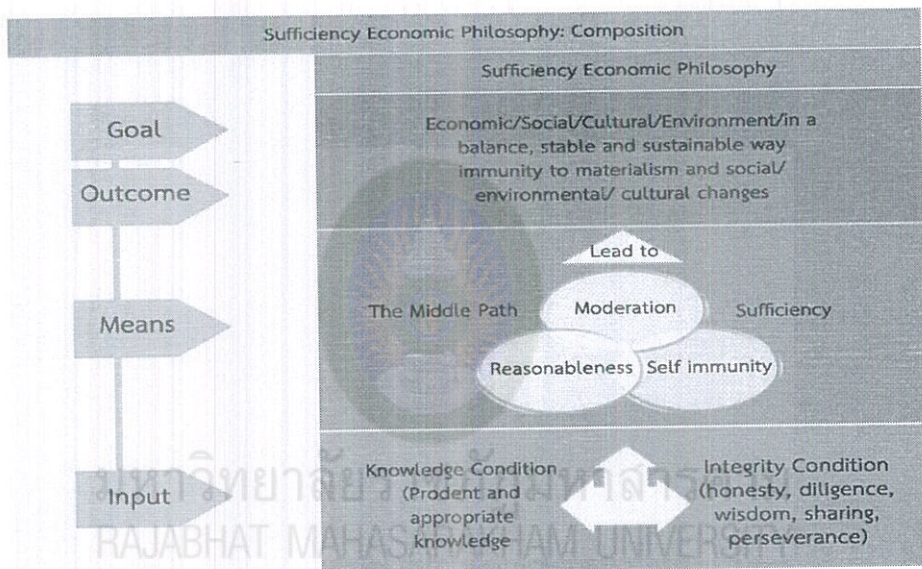 Sufficiency Economic Philosophy: Composition
Sufficiency Economic Philosophy
Goal
Economic/Social/Cultural/Environment/in a
balance, stable and sustainable way
immunity to materialism and social/
environmental/ cultural changes
Outcome
Lead to
Means
The Middle Path
Moderation
Sufficiency
Reasonableness
Self immunity
Input
Knowledge Condition
(Prodent and
appropriate
knowledge
Integrity Condition
(honesty, diligence,
wisdom, sharing,
perseverance)
มหาวิทยาลัยราชภัฏมหาสารคาม
RAJABHAT MAHASARAKHAM UNIVERSITY